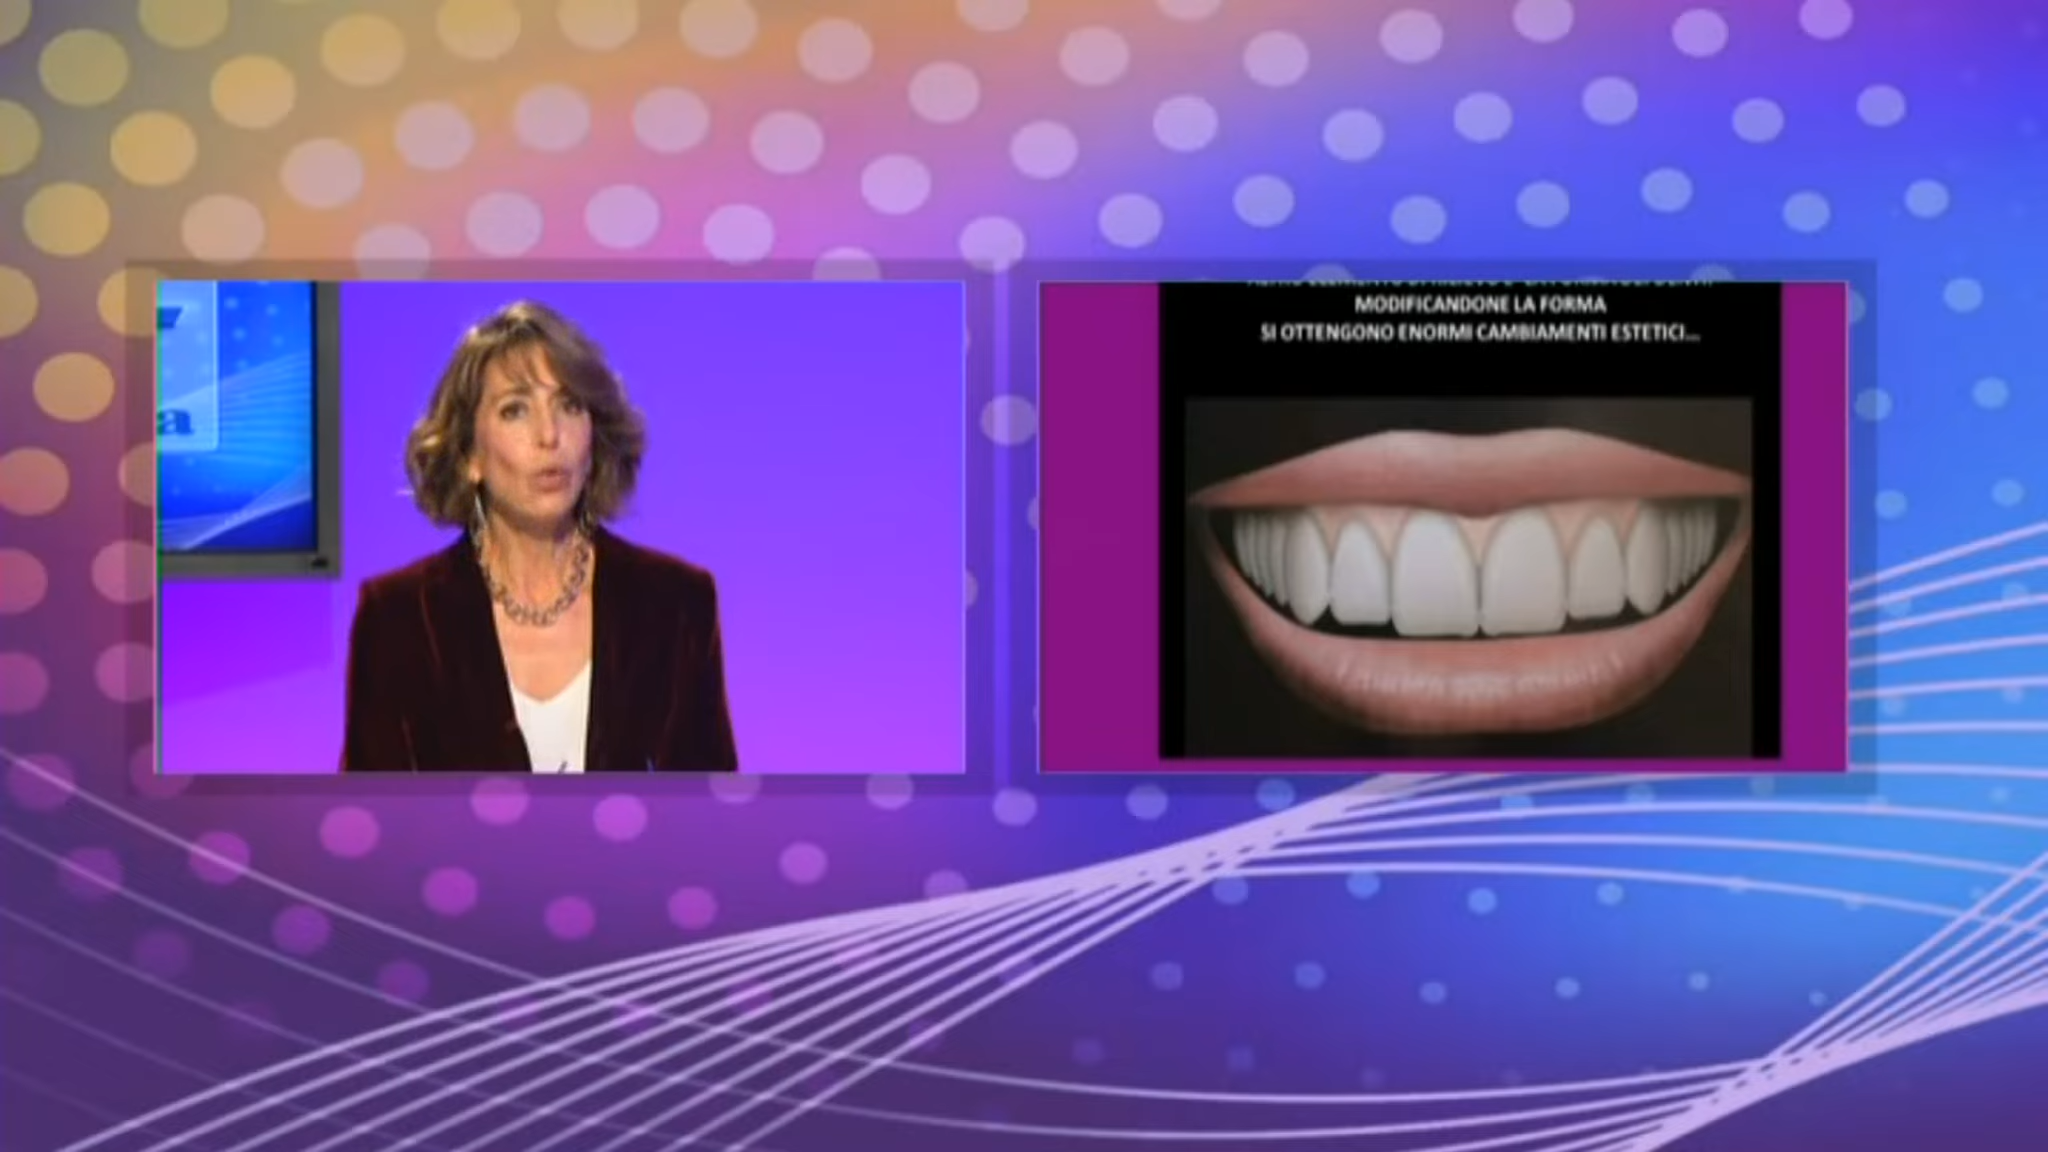 a
MODIFICANDONE LA FORMA
SI OTTENGONO ENORMI CAMBIAMENTI ESTETICI...